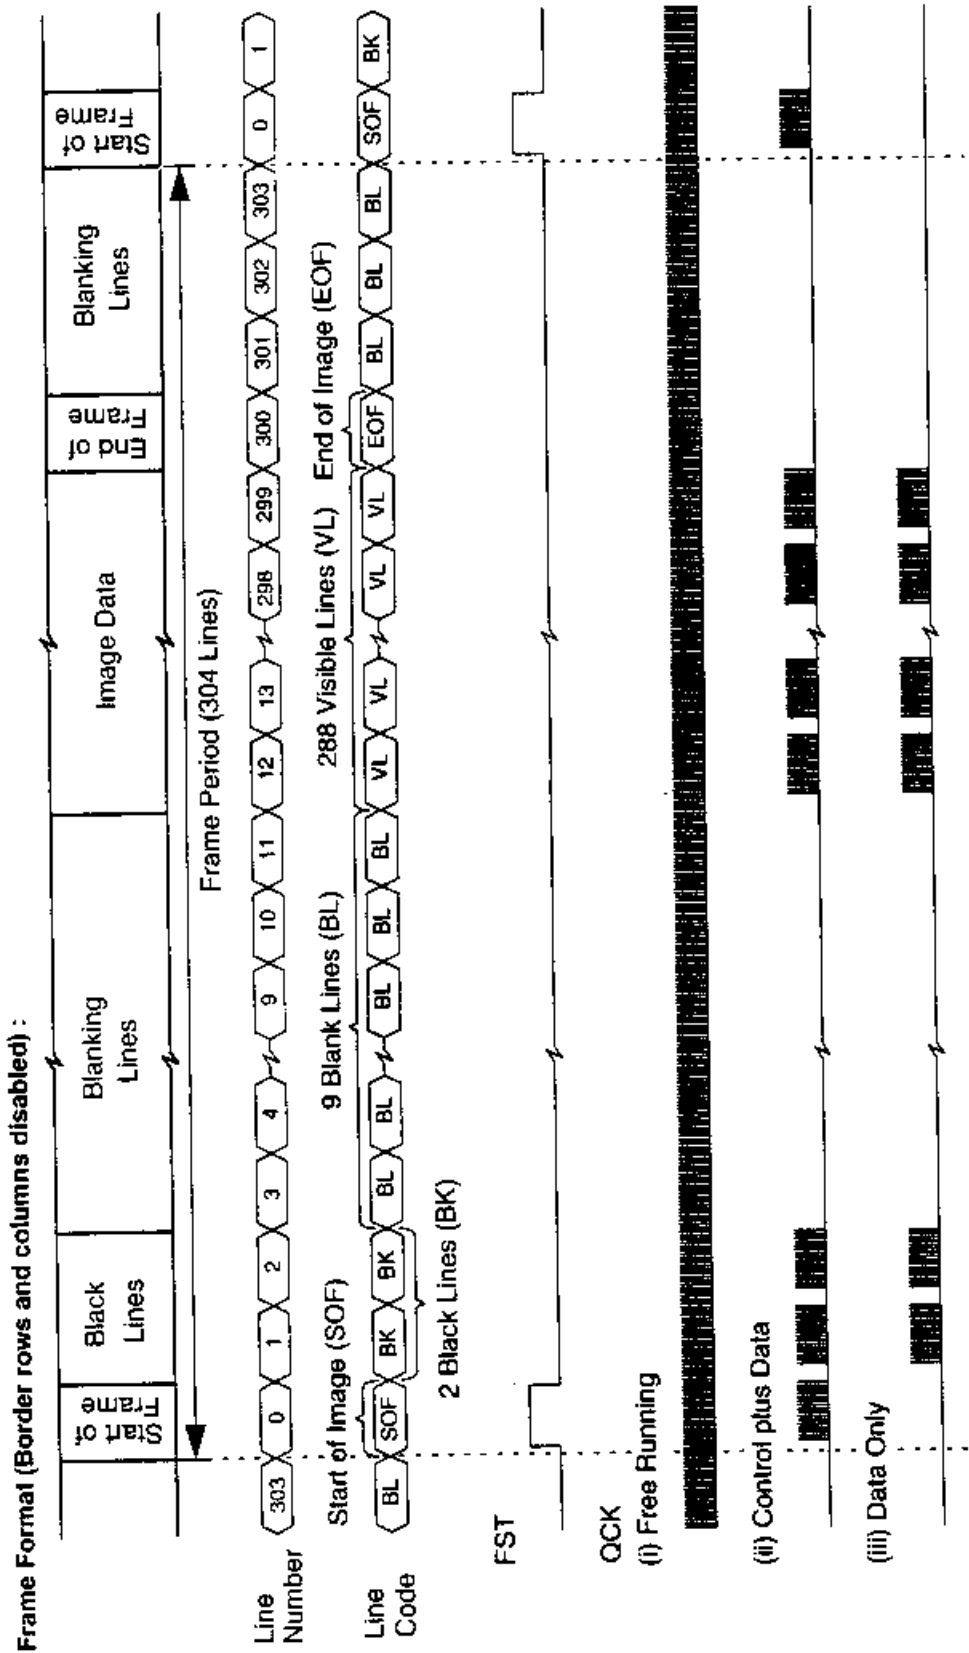 Frame Format (Border rows and columns disabled) :
Start of
Frame
Black
Lines
Blanking
Lines
Image Data
End of
Frame
Blanking
Lines
Start of
Frame
Frame Period (304 Lines)
Line
Number
303 0 1 2 3 4 9 10 11 12 13 298 299 300 301 302 303 0 1
Start of Image (SOF)
9 Blank Lines (BL)
288 Visible Lines (VL)
End of Image (EOF)
Line
Code
BL SOF BK BK BL BL BL BL BL VL VL VL VL EOF BL BL BL SOF BK
2 Black Lines (BK)
FST
QCK
(i) Free Running
(ii) Control plus Data
(iii) Data Only